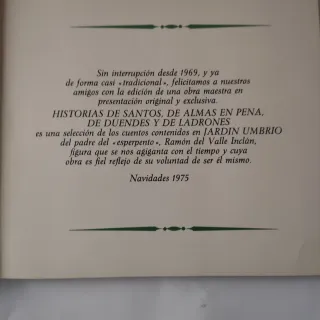 Sin interrupción desde 1969, y ya
de forma casi «tradicional», felicitamos a nuestros
amigos con la edición de una obra maestra en
presentación original y exclusiva.
HISTORIAS DE SANTOS, DE ALMAS EN PENA,
DE DUENDES Y DE LADRONES
es una selección de los cuentos contenidos en JARDIN UMBRIO
del padre del «esperpento», Ramón del Valle Inclán,
figura que se nos agiganta con el tiempo y cuya
obra es fiel reflejo de su voluntad de ser él mismo.
Navidades 1975